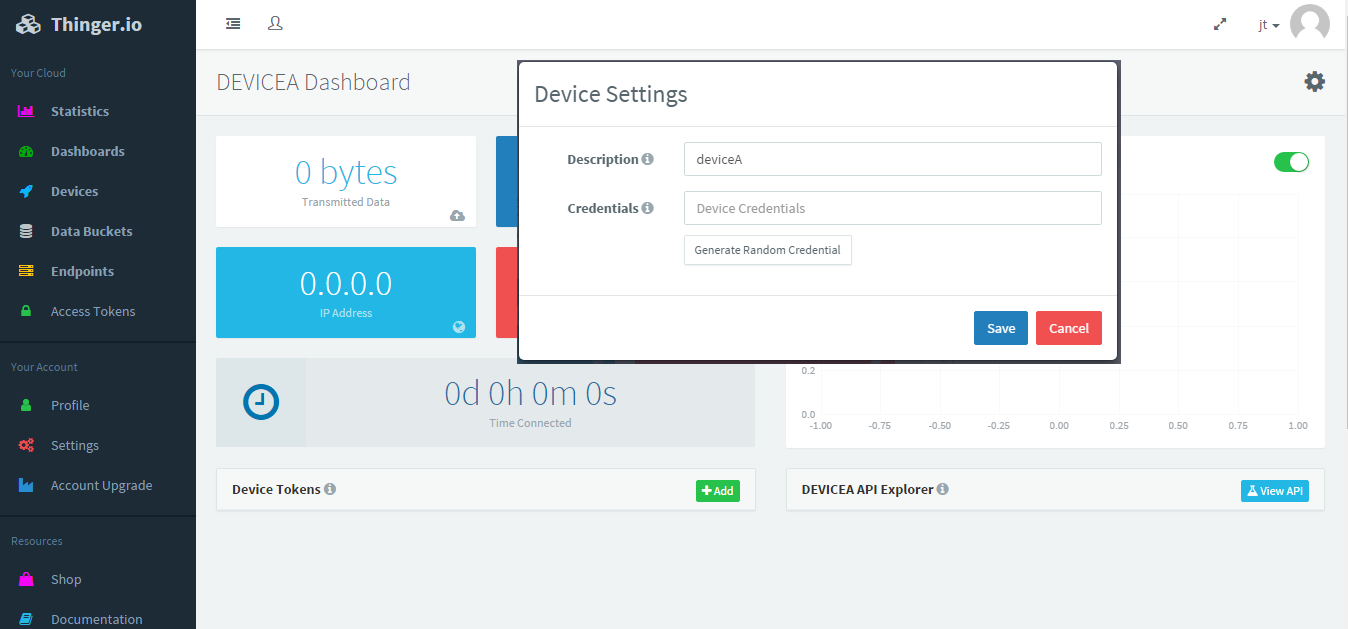 Thinger.io
jt
Your Cloud
Statistics
Dashboards
Devices
Data Buckets
Endpoints
Access Tokens
Your Account
Profile
Settings
Account Upgrade
Resources
Shop
Documentation
DEVICEA Dashboard
0 bytes
Transmitted Data
0.0.0.0
IP Address
0d 0h 0m 0s
Time Connected
Device Settings
Description
deviceA
Credentials
Device Credentials
Generate Random Credential
Save Cancel
0.2
0.0
-1.00 -0.75 -0.50 -0.25 0.00 0.25 0.50 0.75 1.00
Device Tokens
Add
DEVICEA API Explorer
View API